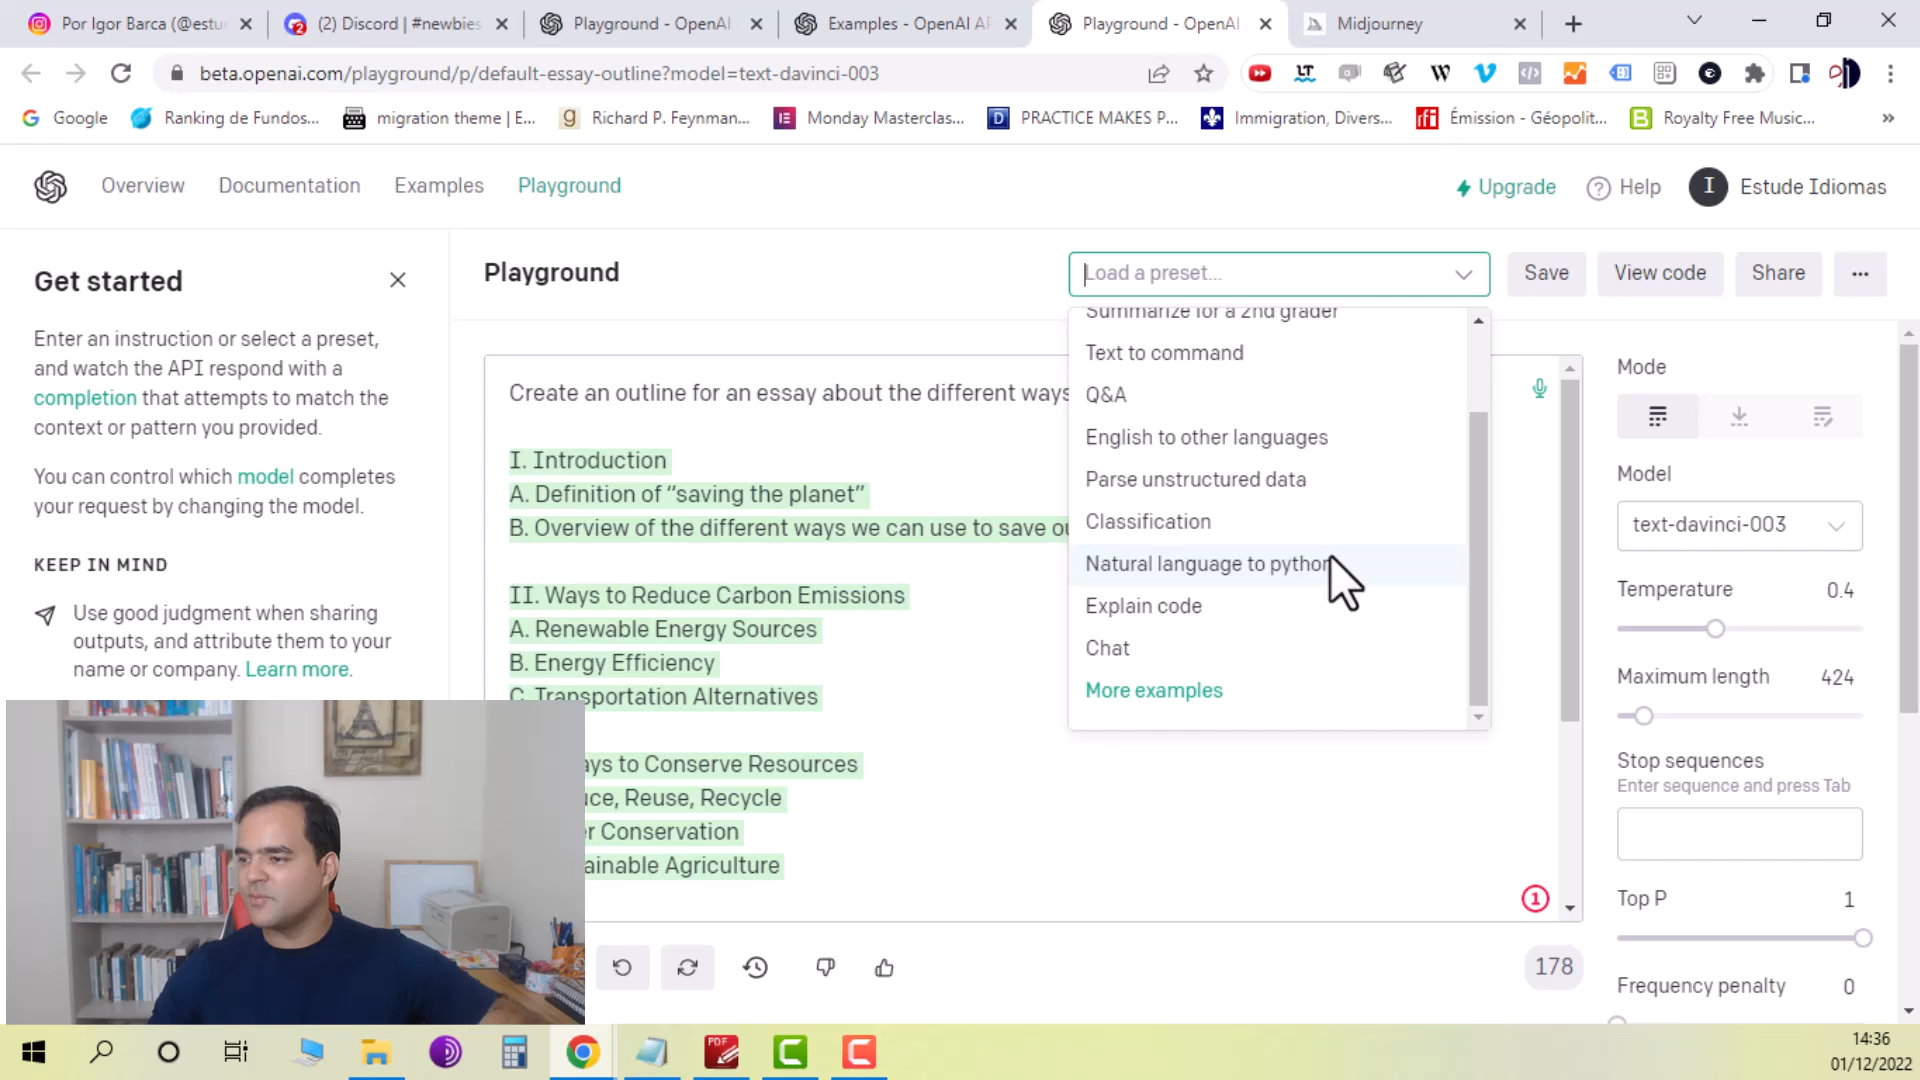 Por Igor Barca (@estu
(2) Discord | #newbies
Playground - OpenAI
Examples - OpenAI AP
Playground - OpenAI
Midjourney
beta.openai.com/playground/p/default-essay-outline?model=text-davinci-003
Google
Ranking de Fundos...
migration theme | E...
Richard P. Feynman...
Monday Masterclas...
PRACTICE MAKES P...
Immigration, Divers...
Émission - Géopolit...
Royalty Free Music...
Overview
Documentation
Examples
Playground
Upgrade
Help
I
Estude Idiomas
Get started
Enter an instruction or select a preset,
and watch the API respond with a
completion that attempts to match the
context or pattern you provided.
You can control which model completes
your request by changing the model.
KEEP IN MIND
Use good judgment when sharing
outputs, and attribute them to your
name or company. Learn more.
Playground
Load a preset...
Save
View code
Share
Summarize for a 2nd grader
Text to command
Q&A
English to other languages
Parse unstructured data
Classification
Natural language to python
Explain code
Chat
More examples
Create an outline for an essay about the different ways
I. Introduction
A. Definition of "saving the planet"
B. Overview of the different ways we can use to save ou
II. Ways to Reduce Carbon Emissions
A. Renewable Energy Sources
B. Energy Efficiency
C. Transportation Alternatives
ays to Conserve Resources
uce, Reuse, Recycle
r Conservation
ainable Agriculture
1
178
Mode
Model
text-davinci-003
Temperature 0.4
Maximum length 424
Stop sequences
Enter sequence and press Tab
Top P 1
Frequency penalty 0
14:36
01/12/2022